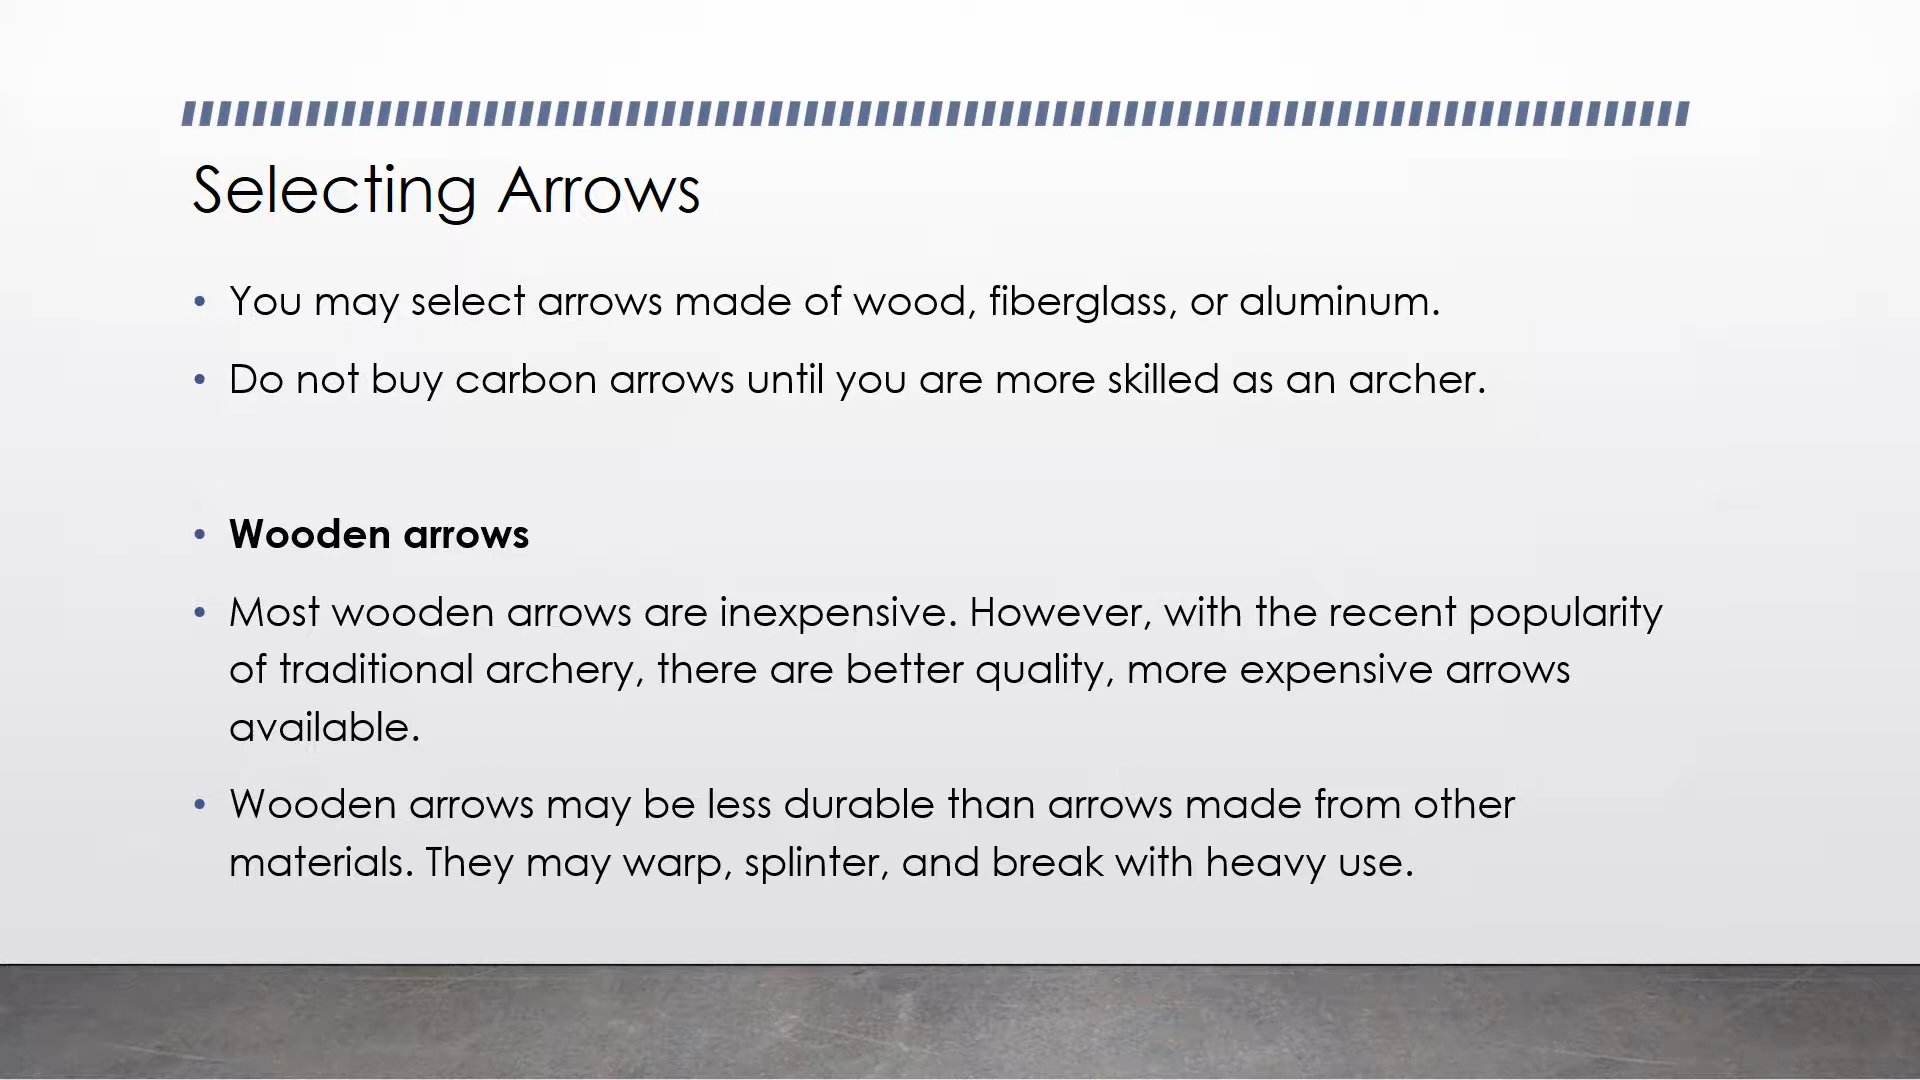 Selecting Arrows
• You may select arrows made of wood, fiberglass, or aluminum.
• Do not buy carbon arrows until you are more skilled as an archer.
• Wooden arrows
• Most wooden arrows are inexpensive. However, with the recent popularity
of traditional archery, there are better quality, more expensive arrows
available.
• Wooden arrows may be less durable than arrows made from other
materials. They may warp, splinter, and break with heavy use.